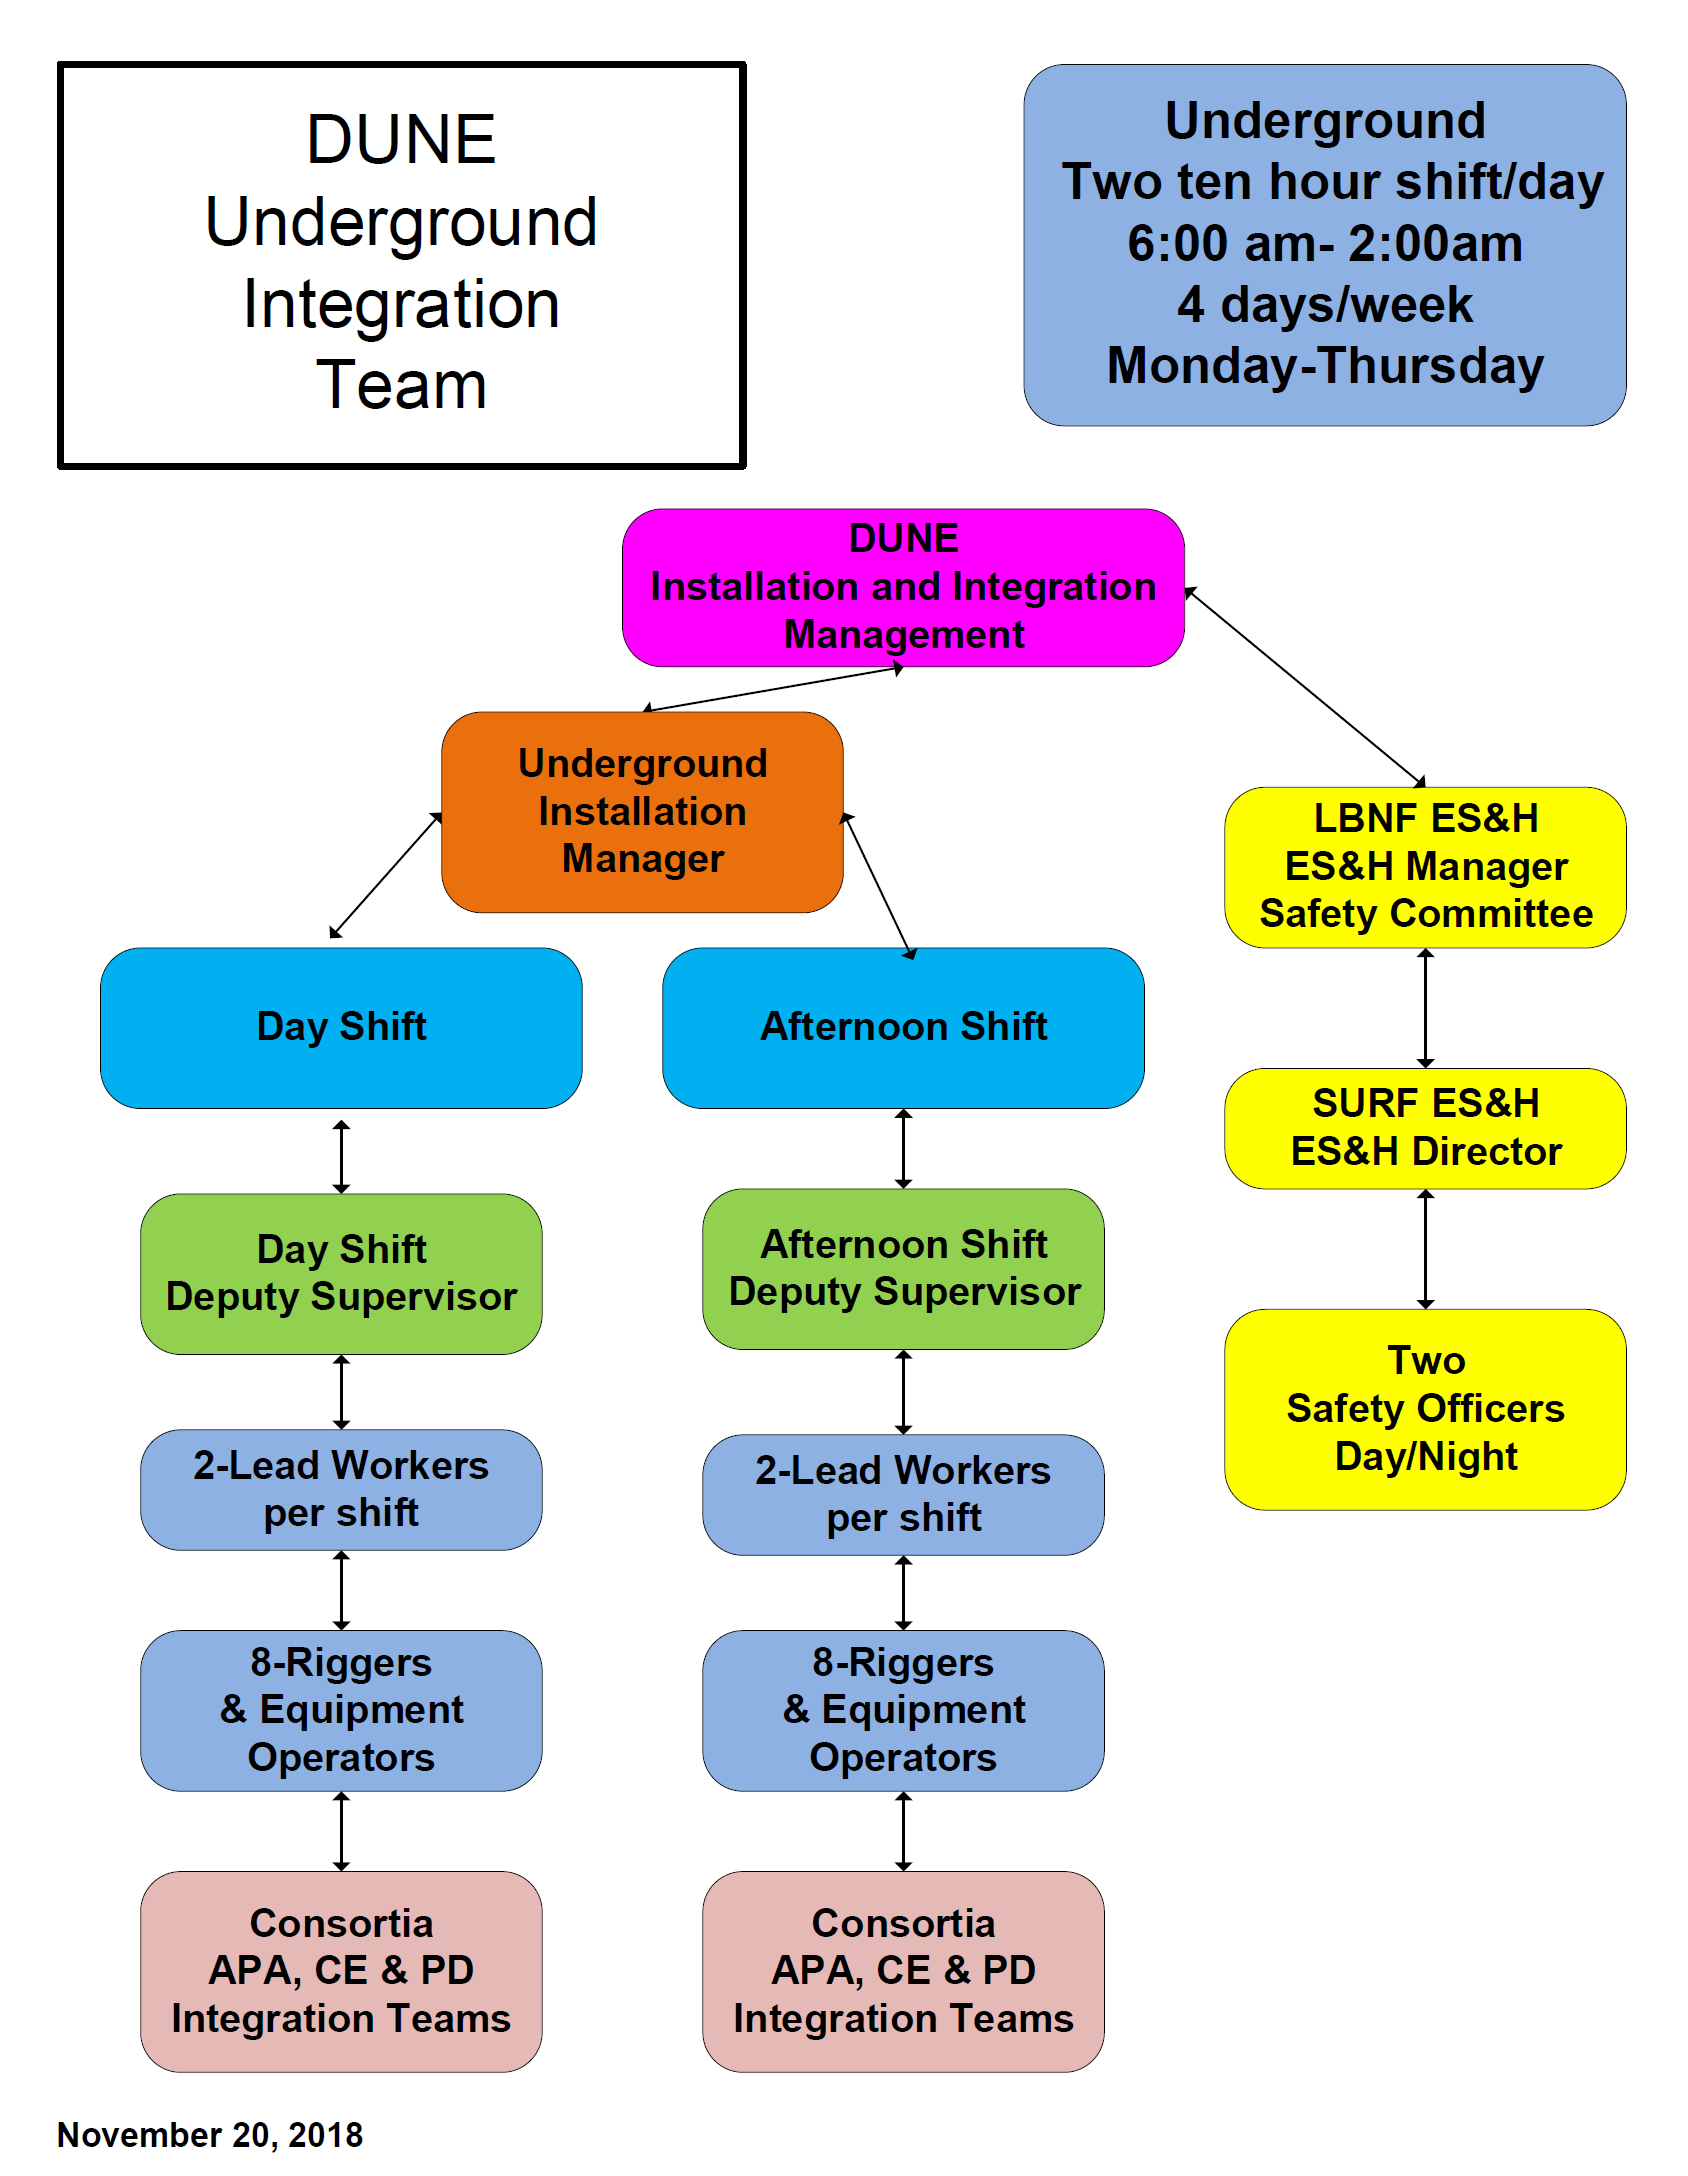 DUNE
Underground
Integration
Team
Underground
Two ten hour shift/day
6:00 am- 2:00am
4 days/week
Monday-Thursday
DUNE
Installation and Integration
Management
Underground
Installation
Manager
LBNF ES&H
ES&H Manager
Safety Committee
Day Shift
Afternoon Shift
SURF ES&H
ES&H Director
Day Shift
Deputy Supervisor
Afternoon Shift
Deputy Supervisor
Two
Safety Officers
Day/Night
2-Lead Workers
per shift
2-Lead Workers
per shift
8-Riggers
& Equipment
Operators
8-Riggers
& Equipment
Operators
Consortia
APA, CE & PD
Integration Teams
Consortia
APA, CE & PD
Integration Teams
November 20, 2018